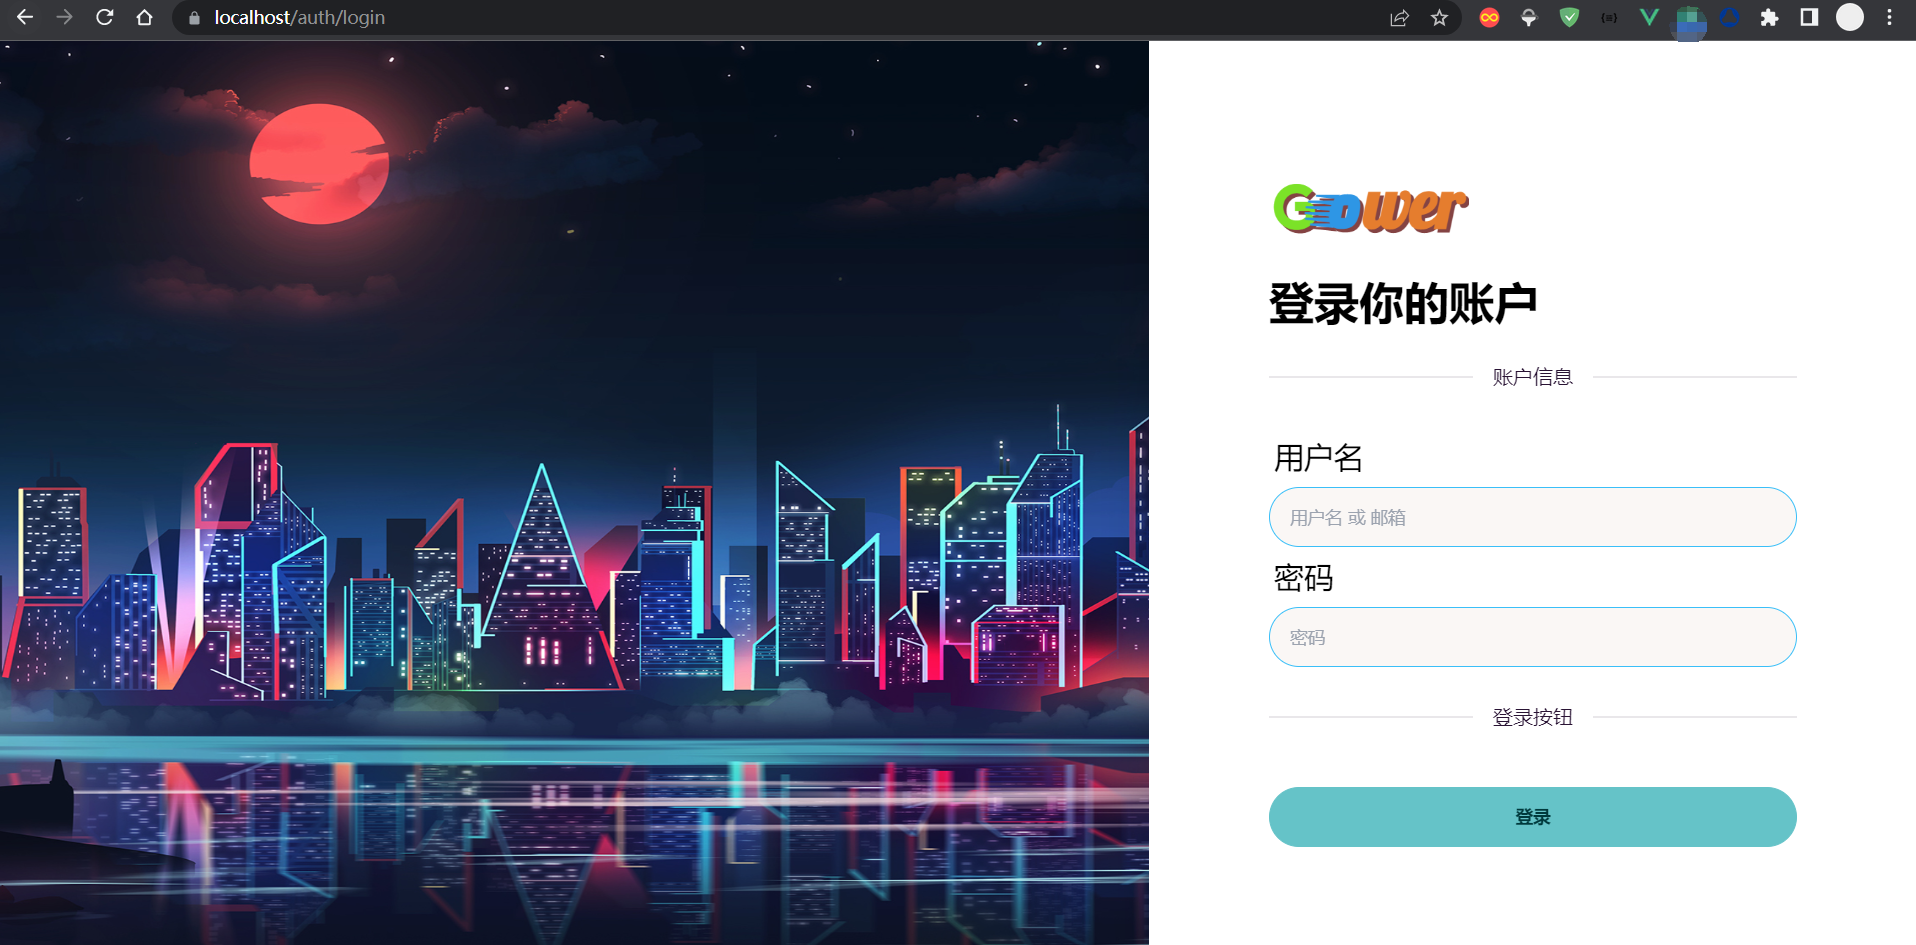 localhost/auth/login
Gower
登录你的账户
账户信息
用户名
用户名 或 邮箱
密码
密码
登录按钮
登录